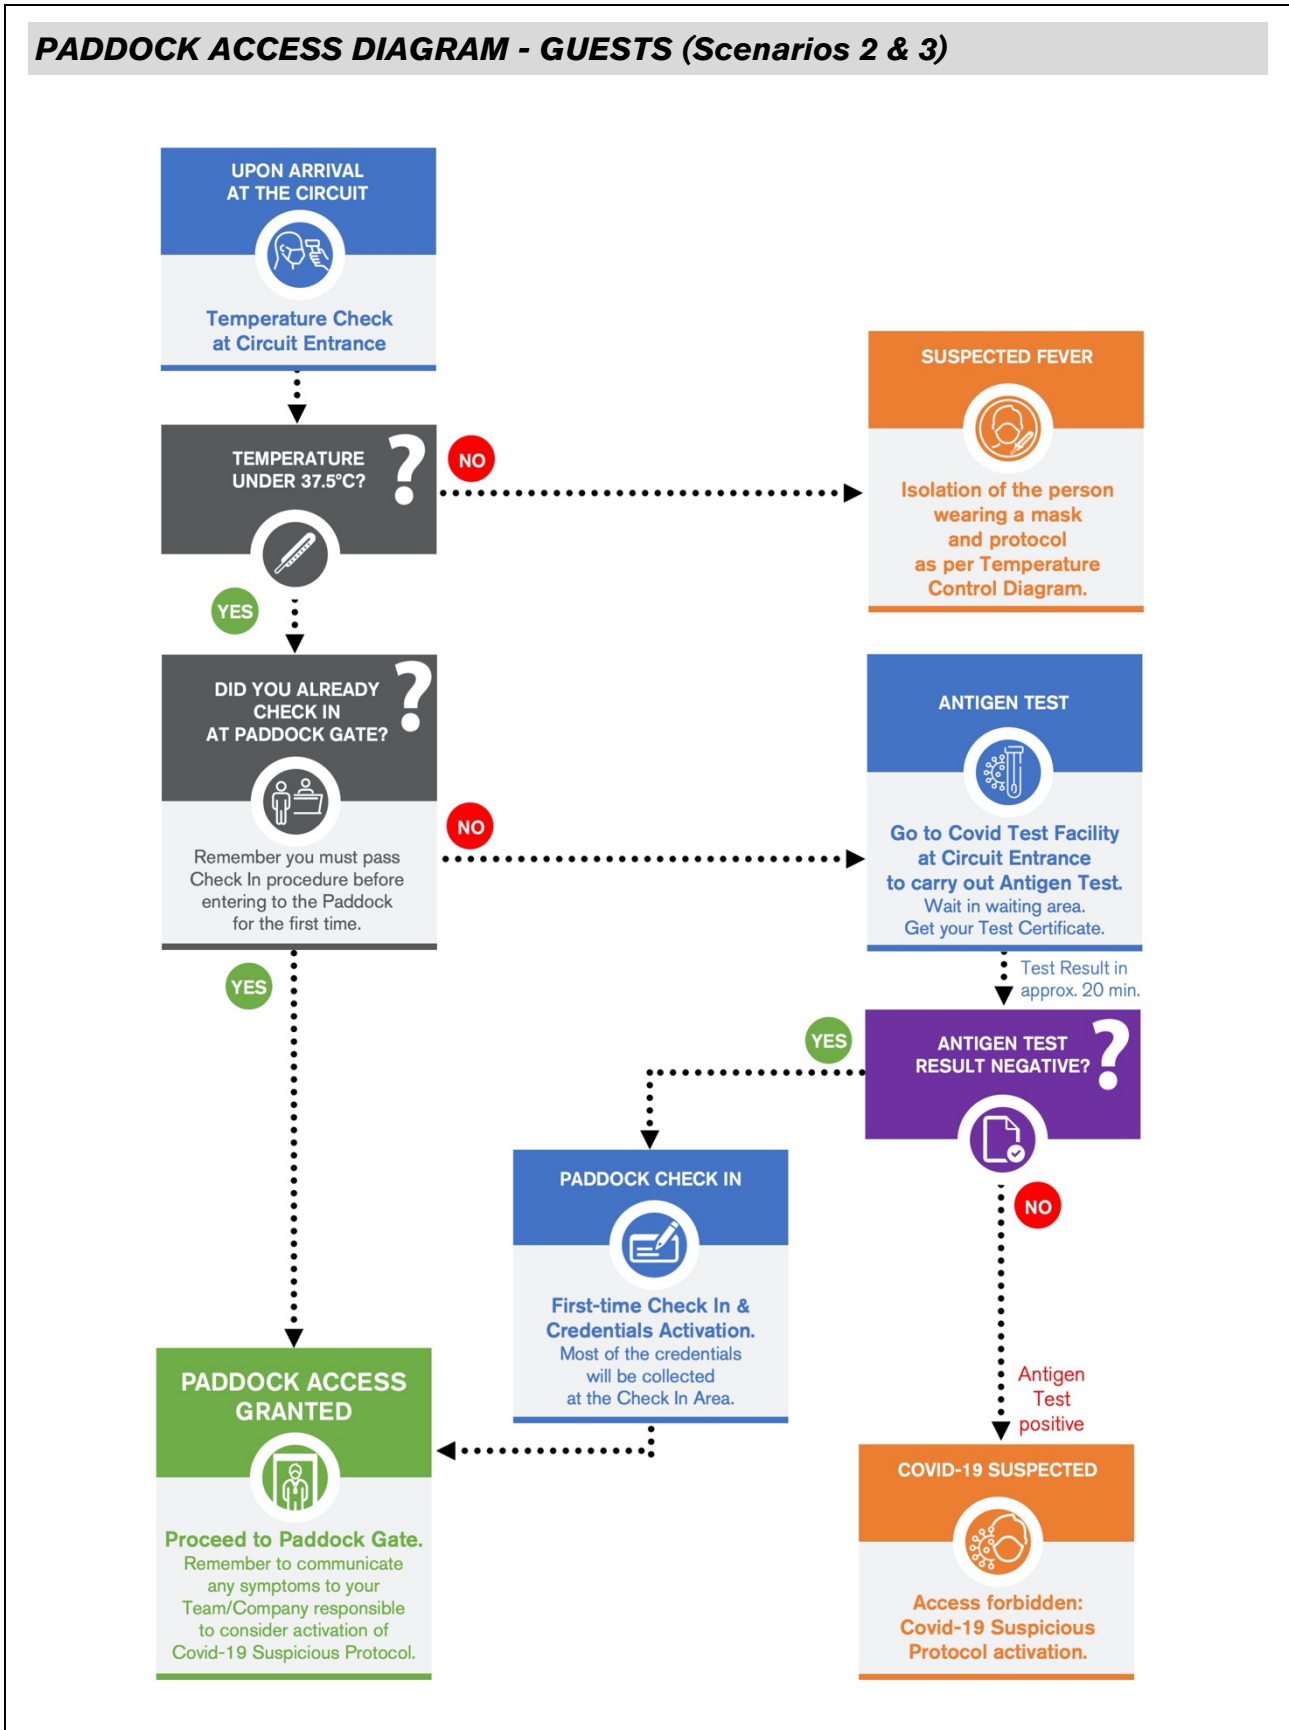 PADDOCK ACCESS DIAGRAM - GUESTS (Scenarios 2 & 3)
UPON ARRIVAL
AT THE CIRCUIT
Temperature Check
at Circuit Entrance
TEMPERATURE
UNDER 37.5°C?
?
NO
SUSPECTED FEVER
Isolation of the person
wearing a mask
and protocol
as per Temperature
Control Diagram.
YES
DID YOU ALREADY
CHECK IN
AT PADDOCK GATE?
?
Remember you must pass
Check In procedure before
entering to the Paddock
for the first time.
NO
ANTIGEN TEST
Go to Covid Test Facility
at Circuit Entrance
to carry out Antigen Test.
Wait in waiting area.
Get your Test Certificate.
Test Result in
approx. 20 min.
YES
ANTIGEN TEST
RESULT NEGATIVE?
?
YES
PADDOCK CHECK IN
First-time Check In &
Credentials Activation.
Most of the credentials
will be collected
at the Check In Area.
NO
Antigen
Test
positive
PADDOCK ACCESS
GRANTED
Proceed to Paddock Gate.
Remember to communicate
any symptoms to your
Team/Company responsible
to consider activation of
Covid-19 Suspicious Protocol.
COVID-19 SUSPECTED
Access forbidden:
Covid-19 Suspicious
Protocol activation.